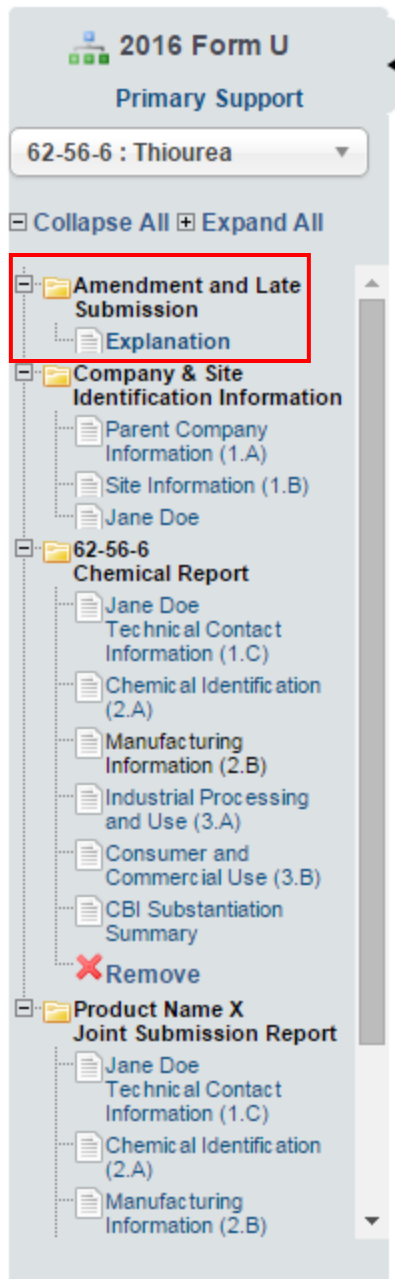 2016 Form U
Primary Support
62-56-6 : Thiourea
Collapse All Expand All
Amendment and Late
Submission
Explanation
Company & Site
Identification Information
Parent Company
Information (1.A)
Site Information (1.B)
Jane Doe
62-56-6
Chemical Report
Jane Doe
Technical Contact
Information (1.C)
Chemical Identification
(2.A)
Manufacturing
Information (2.B)
Industrial Processing
and Use (3.A)
Consumer and
Commercial Use (3.B)
CBI Substantiation
Summary
Remove
Product Name X
Joint Submission Report
Jane Doe
Technical Contact
Information (1.C)
Chemical Identification
(2.A)
Manufacturing
Information (2.B)